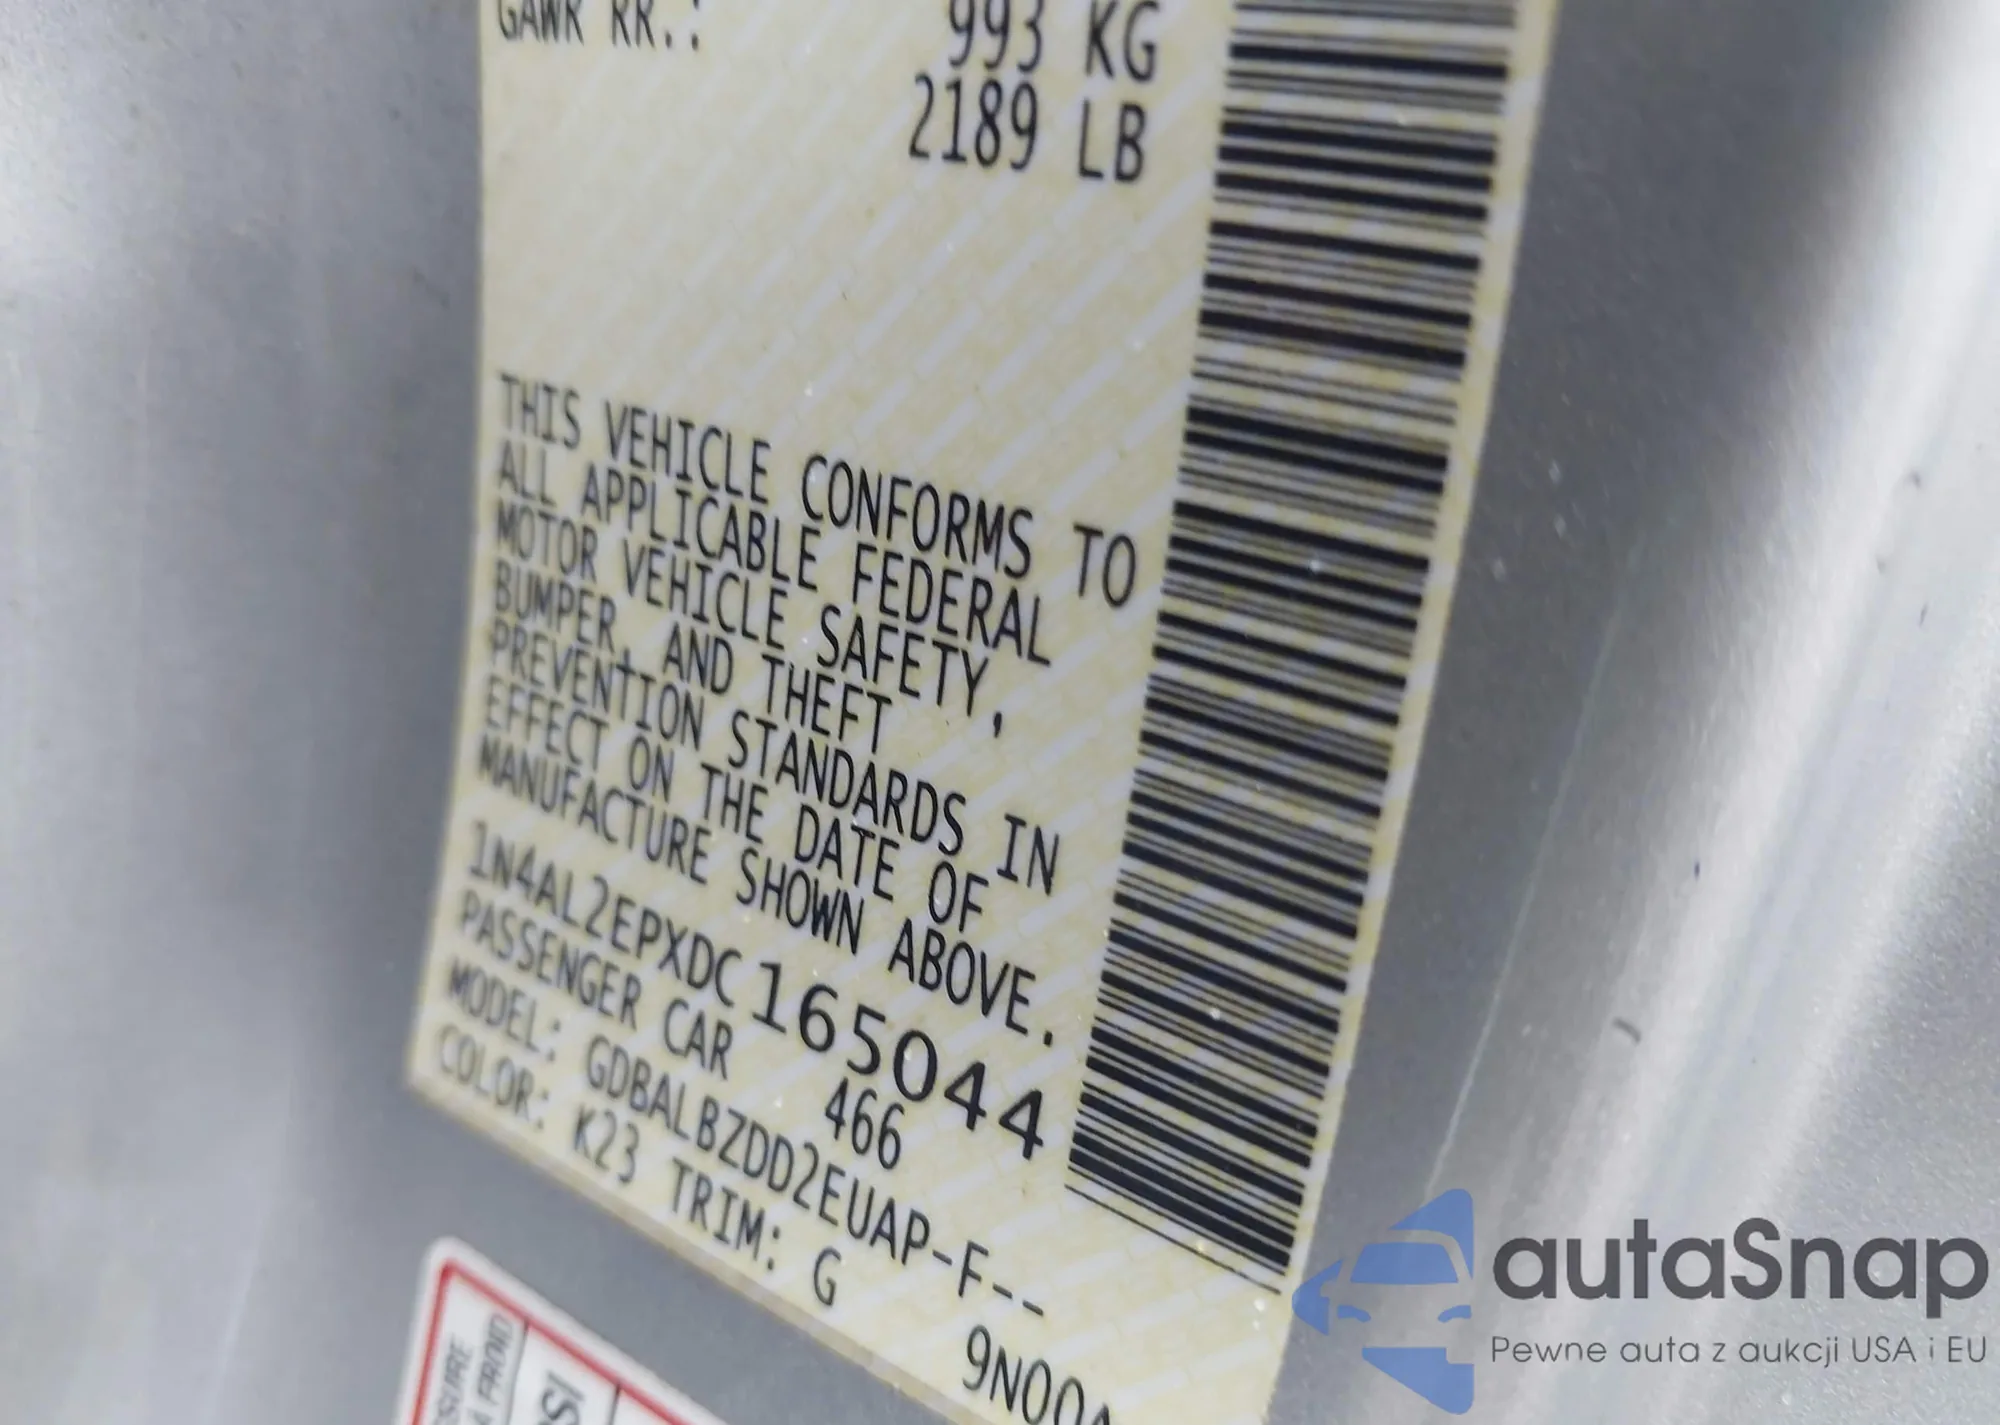 GAWR RR.: 993 KG
2189 LB
THIS VEHICLE CONFORMS TO
ALL APPLICABLE FEDERAL
MOTOR VEHICLE SAFETY,
BUMPER, AND THEFT
PREVENTION STANDARDS IN
EFFECT ON THE DATE OF
MANUFACTURE SHOWN ABOVE.
1N4AL2EPXDC165044
PASSENGER CAR 466
MODEL: GDBALBZDD2EUAP-F--
COLOR: K23 TRIM: G
9N00A
autaSnap
Pewne auta z aukcji USA i EU